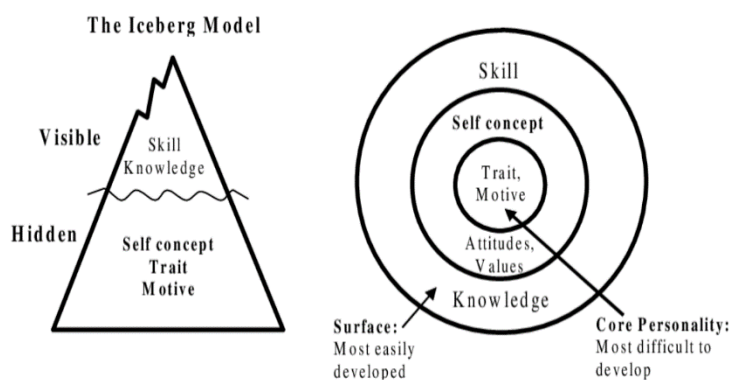 The Iceberg Model
Visible
Skill
Knowledge
Hidden
Self concept
Trait
Motive
Skill
Self concept
Trait,
Motive
Attitudes,
Values
Knowledge
Surface:
Most easily
developed
Core Personality:
Most difficult to
develop